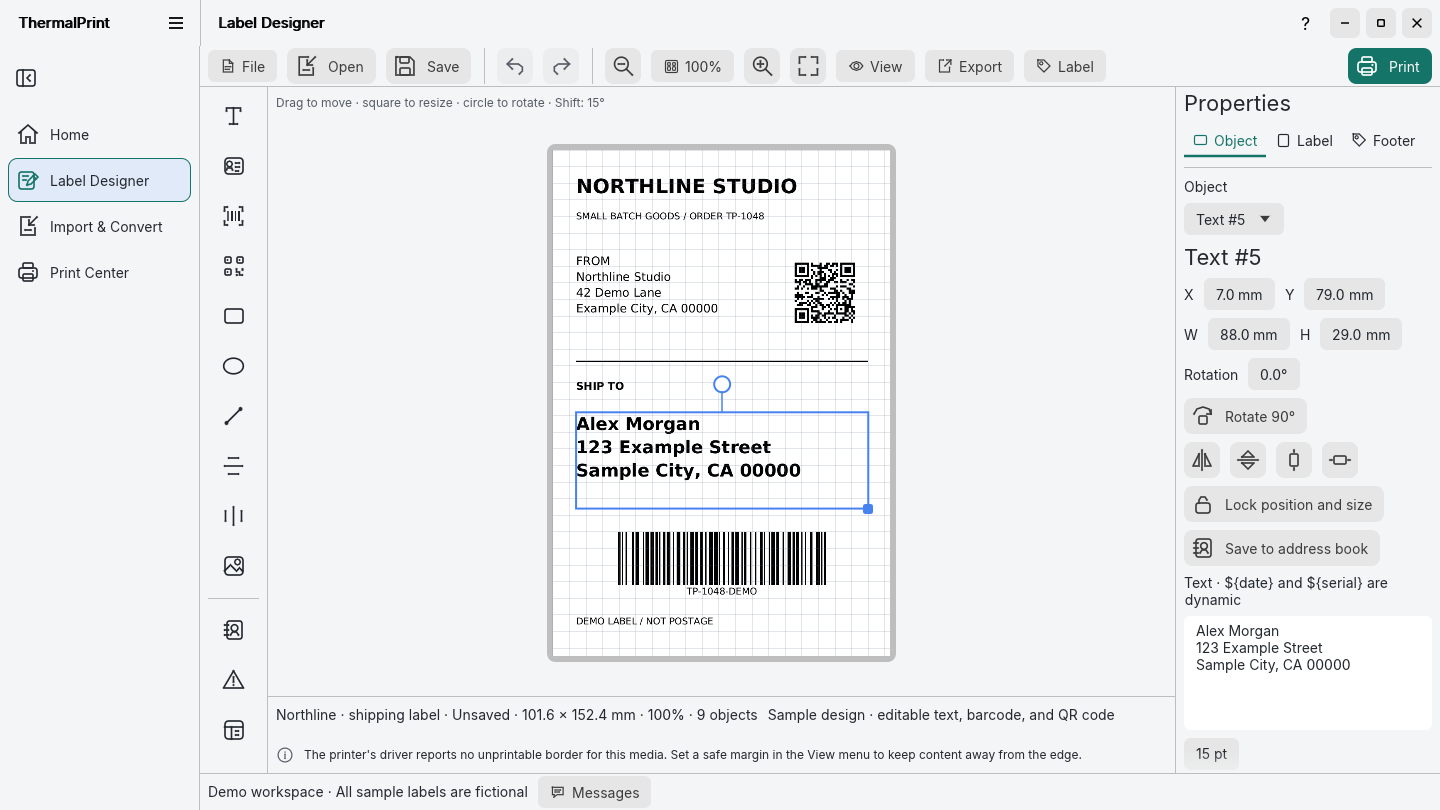 ThermalPrint
Label Designer
?
File
Open
Save
100%
View
Export
Label
Print
Home
Label Designer
Import & Convert
Print Center
Drag to move · square to resize · circle to rotate · Shift: 15°
NORTHLINE STUDIO
SMALL BATCH GOODS / ORDER TP-1048
FROM
Northline Studio
42 Demo Lane
Example City, CA 00000
SHIP TO
Alex Morgan
123 Example Street
Sample City, CA 00000
TP-1048-DEMO
DEMO LABEL / NOT POSTAGE
Northline · shipping label · Unsaved · 101.6 × 152.4 mm · 100% · 9 objects Sample design · editable text, barcode, and QR code
The printer's driver reports no unprintable border for this media. Set a safe margin in the View menu to keep content away from the edge.
Properties
Object
Label
Footer
Object
Text #5
Text #5
X 7.0 mm Y 79.0 mm
W 88.0 mm H 29.0 mm
Rotation 0.0°
Rotate 90°
Lock position and size
Save to address book
Text · ${date} and ${serial} are
dynamic
Alex Morgan
123 Example Street
Sample City, CA 00000
15 pt
Demo workspace · All sample labels are fictional
Messages